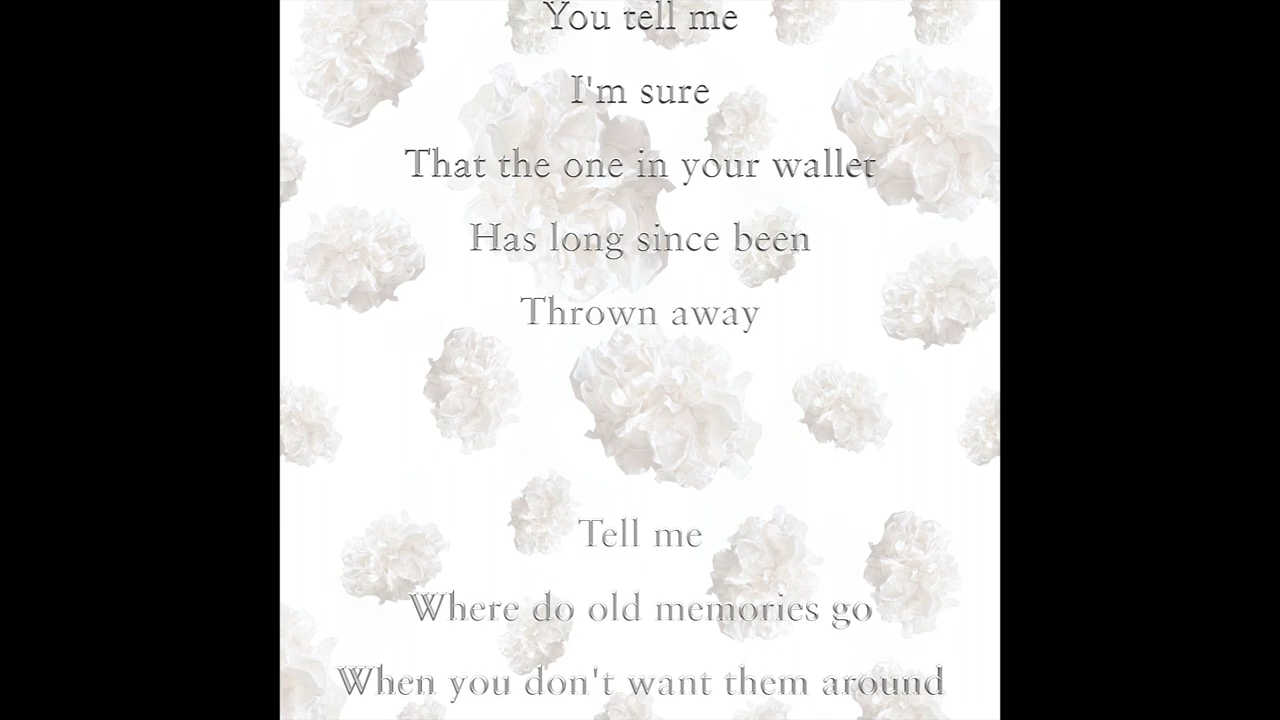 You tell me
I'm sure
That the one in your wallet
Has long since been
Thrown away
Tell me
Where do old memories go
When you don't want them around